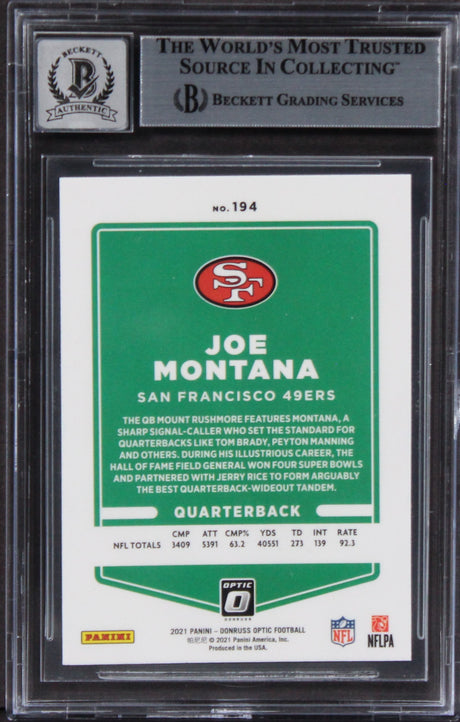 BECKETT
B
AUTHENTIC
THE WORLD'S MOST TRUSTED
SOURCE IN COLLECTING™
B BECKETT GRADING SERVICES
NO. 194
SF
JOE
MONTANA
SAN FRANCISCO 49ERS
THE QB MOUNT RUSHMORE FEATURES MONTANA, A
SHARP SIGNAL-CALLER WHO SET THE STANDARD FOR
QUARTERBACKS LIKE TOM BRADY, PEYTON MANNING
AND OTHERS. DURING HIS ILLUSTRIOUS CAREER, THE
HALL OF FAME FIELD GENERAL WON FOUR SUPER BOWLS
AND PARTNERED WITH JERRY RICE TO FORM ARGUABLY
THE BEST QUARTERBACK-WIDEOUT TANDEM.
QUARTERBACK
CMP ATT CMP% YDS TD INT RATE
NFL TOTALS 3409 5391 63.2 40551 273 139 92.3
OPTIC
O
DONRUSS
2021 PANINI – DONRUSS OPTIC FOOTBALL
帕尼尼 © 2021 Panini America, Inc.
Produced in the USA.
PANINI
NFL
NFLPA